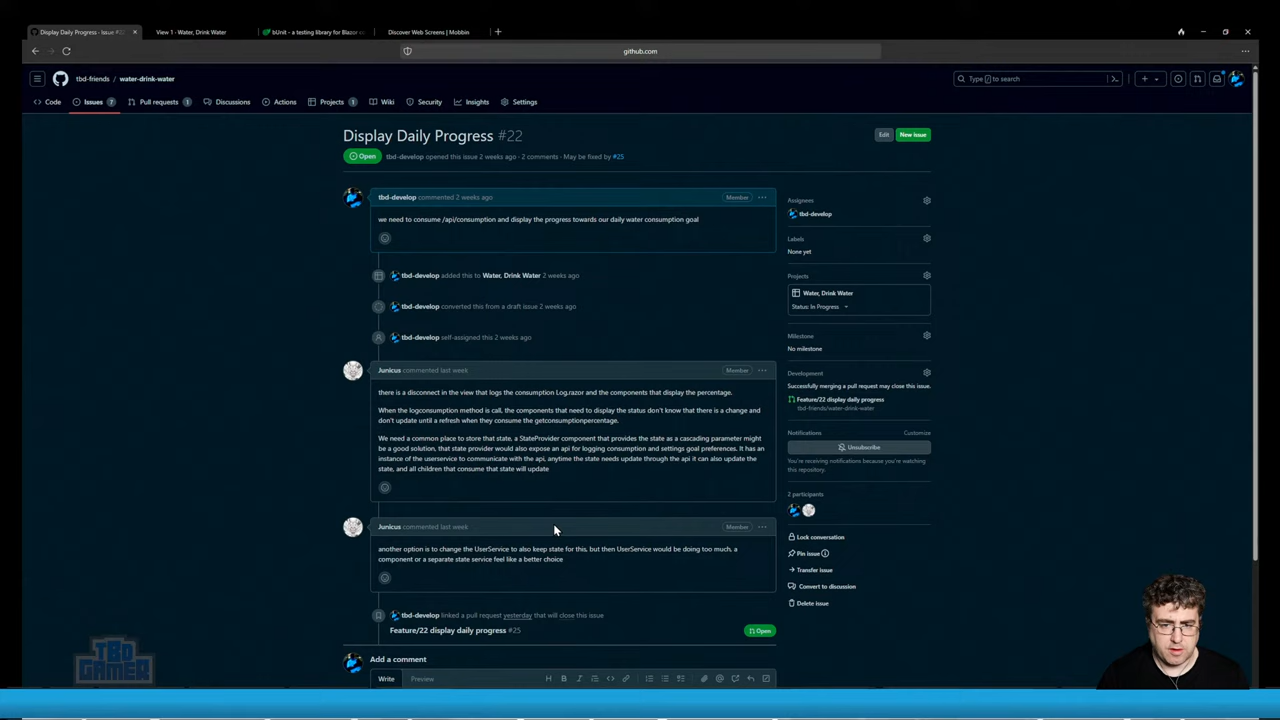 Display Daily Progress - Issue #22
View 1 - Water, Drink Water
bUnit - a testing library for Blazor co
Discover Web Screens | Mobbin
github.com
tbd-friends / water-drink-water
Type / to search
Code
Issues 7
Pull requests 1
Discussions
Actions
Projects 1
Wiki
Security
Insights
Settings
Display Daily Progress #22
Edit
New issue
Open
tbd-develop opened this issue 2 weeks ago · 2 comments · May be fixed by #25
tbd-develop commented 2 weeks ago
Member
we need to consume /api/consumption and display the progress towards our daily water consumption goal
tbd-develop added this to Water, Drink Water 2 weeks ago
tbd-develop converted this from a draft issue 2 weeks ago
tbd-develop self-assigned this 2 weeks ago
Junicus commented last week
Member
there is a disconnect in the view that logs the consumption Log.razor and the components that display the percentage.
When the logconsumption method is call, the components that need to display the status don't know that there is a change and
don't update until a refresh when they consume the getconsumptionpercentage.
We need a common place to store that state, a StateProvider component that provides the state as a cascading parameter might
be a good solution, that state provider would also expose an api for logging consumption and settings goal preferences. It has an
instance of the userservice to communicate with the api, anytime the state needs update through the api it can also update the
state, and all children that consume that state will update
Junicus commented last week
Member
another option is to change the UserService to also keep state for this, but then UserService would be doing too much, a
component or a separate state service feel like a better choice
tbd-develop linked a pull request yesterday that will close this issue
Feature/22 display daily progress #25
Open
Add a comment
Write
Preview
Assignees
tbd-develop
Labels
None yet
Projects
Water, Drink Water
Status: In Progress
Milestone
No milestone
Development
Successfully merging a pull request may close this issue.
Feature/22 display daily progress
tbd-friends/water-drink-water
Notifications
Customize
Unsubscribe
You're receiving notifications because you're watching this repository.
2 participants
Lock conversation
Pin issue
Transfer issue
Convert to discussion
Delete issue
TBD
GAMER